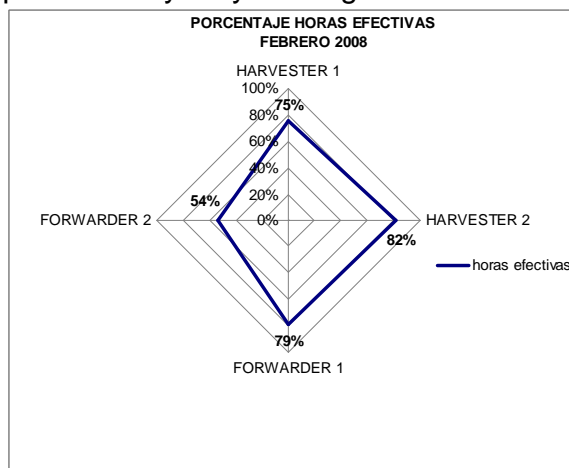 PORCENTAJE HORAS EFECTIVAS
FEBRERO 2008
HARVESTER 1
100%
75%
80%
60%
40%
54%
20%
FORWARDER 2
0%
HARVESTER 2
82%
horas efectivas
79%
FORWARDER 1